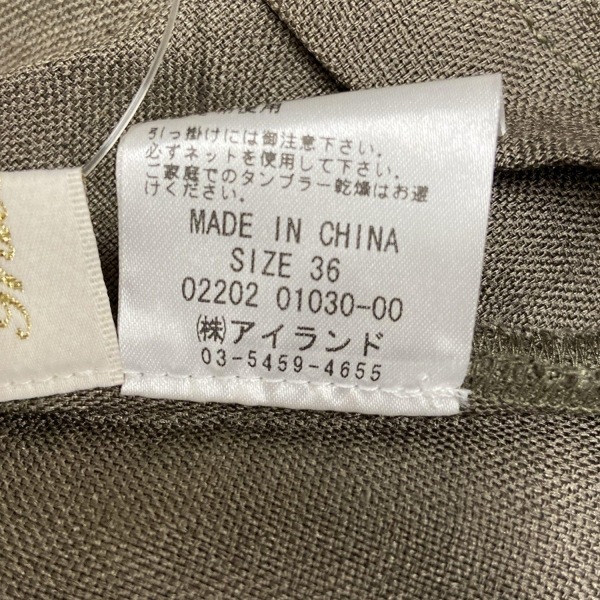 使用
引っ掛けには御注意下さい。
必ずネットを使用して下さい。
ご家庭でのタンブラー乾燥はお避
けください。
MADE IN CHINA
SIZE 36
02202 01030-00
(株)アイランド
03-5459-4655